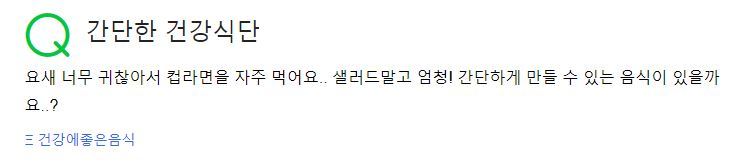 Q 간단한 건강식단
요새 너무 귀찮아서 컵라면을 자주 먹어요.. 샐러드말고 엄청! 간단하게 만들 수 있는 음식이 있을까
요..?
Ξ 건강에좋은음식